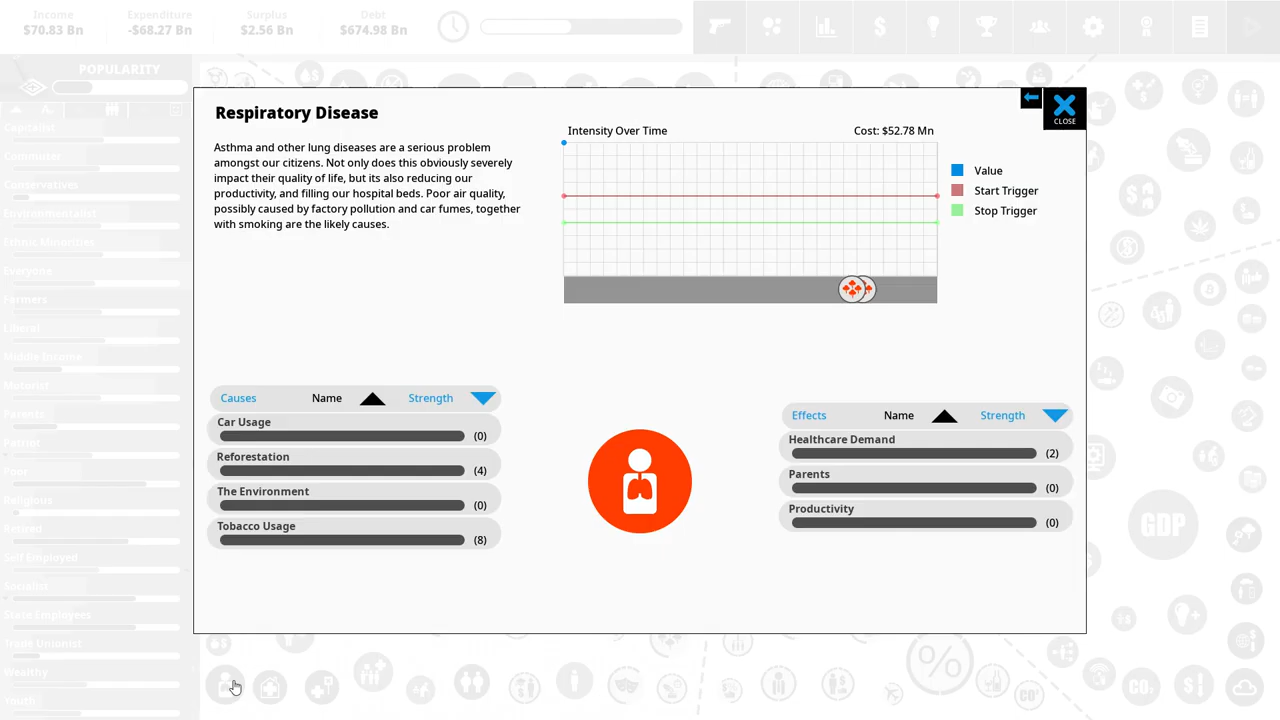 Income
Expenditure
Surplus
Debt
$70.83 Bn
-$68.27 Bn
$2.56 Bn
$674.98 Bn
POPULARITY
Capitalist
Commuter
Conservatives
Environmentalist
Ethnic Minorities
Everyone
Farmers
Liberal
Middle Income
Motorist
Parents
Patriot
Poor
Religious
Retired
Self Employed
Socialist
State Employees
Trade Unionist
Wealthy
Youth
Respiratory Disease
CLOSE
Asthma and other lung diseases are a serious problem
amongst our citizens. Not only does this obviously severely
impact their quality of life, but its also reducing our
productivity, and filling our hospital beds. Poor air quality,
possibly caused by factory pollution and car fumes, together
with smoking are the likely causes.
Intensity Over Time
Cost: $52.78 Mn
Value
Start Trigger
Stop Trigger
Causes Name Strength
Car Usage
(0)
Reforestation
(4)
The Environment
(0)
Tobacco Usage
(8)
Effects Name Strength
Healthcare Demand
(2)
Parents
(0)
Productivity
(0)
GDP